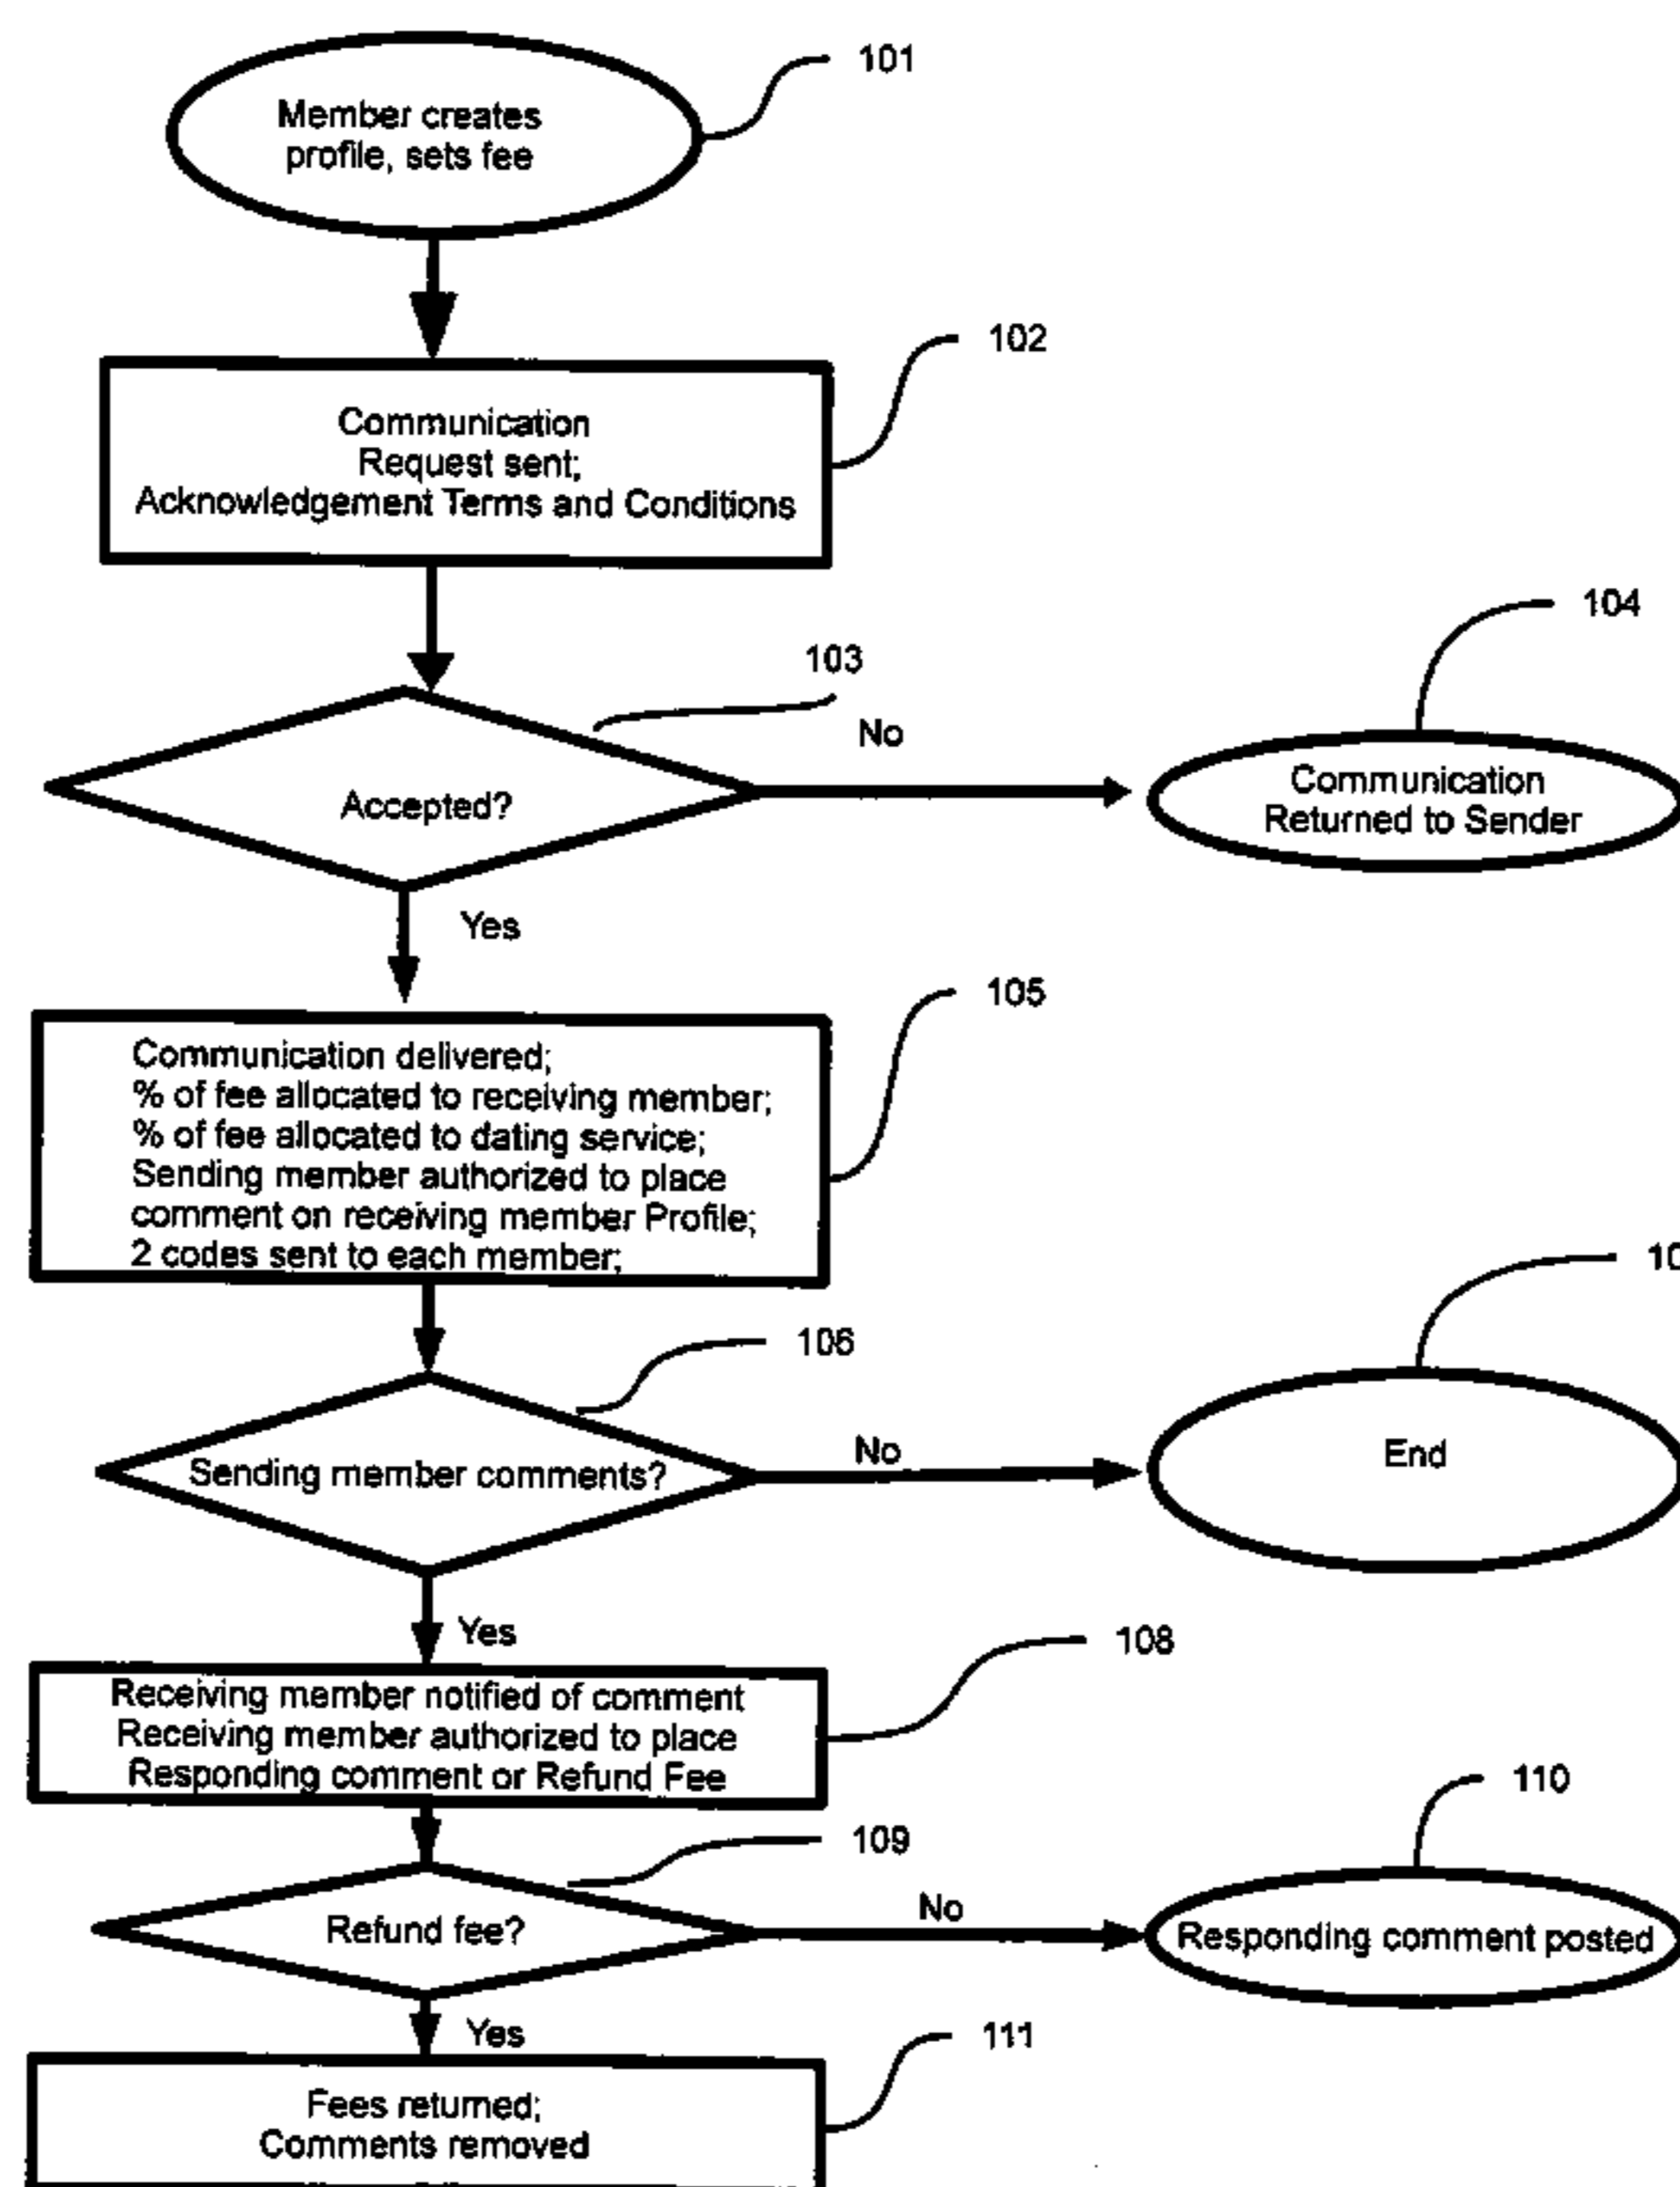 101
Member creates
profile, sets fee
102
Communication
Request sent;
Acknowledgement Terms and Conditions
103
104
No
Accepted?
Communication
Returned to Sender
Yes
105
Communication delivered;
% of fee allocated to receiving member;
% of fee allocated to dating service;
Sending member authorized to place
comment on receiving member Profile;
2 codes sent to each member;
10
106
No
Sending member comments?
End
Yes
108
Receiving member notified of comment
Receiving member authorized to place
Responding comment or Refund Fee
110
109
No
Refund fee?
Responding comment posted
Yes
111
Fees returned;
Comments removed